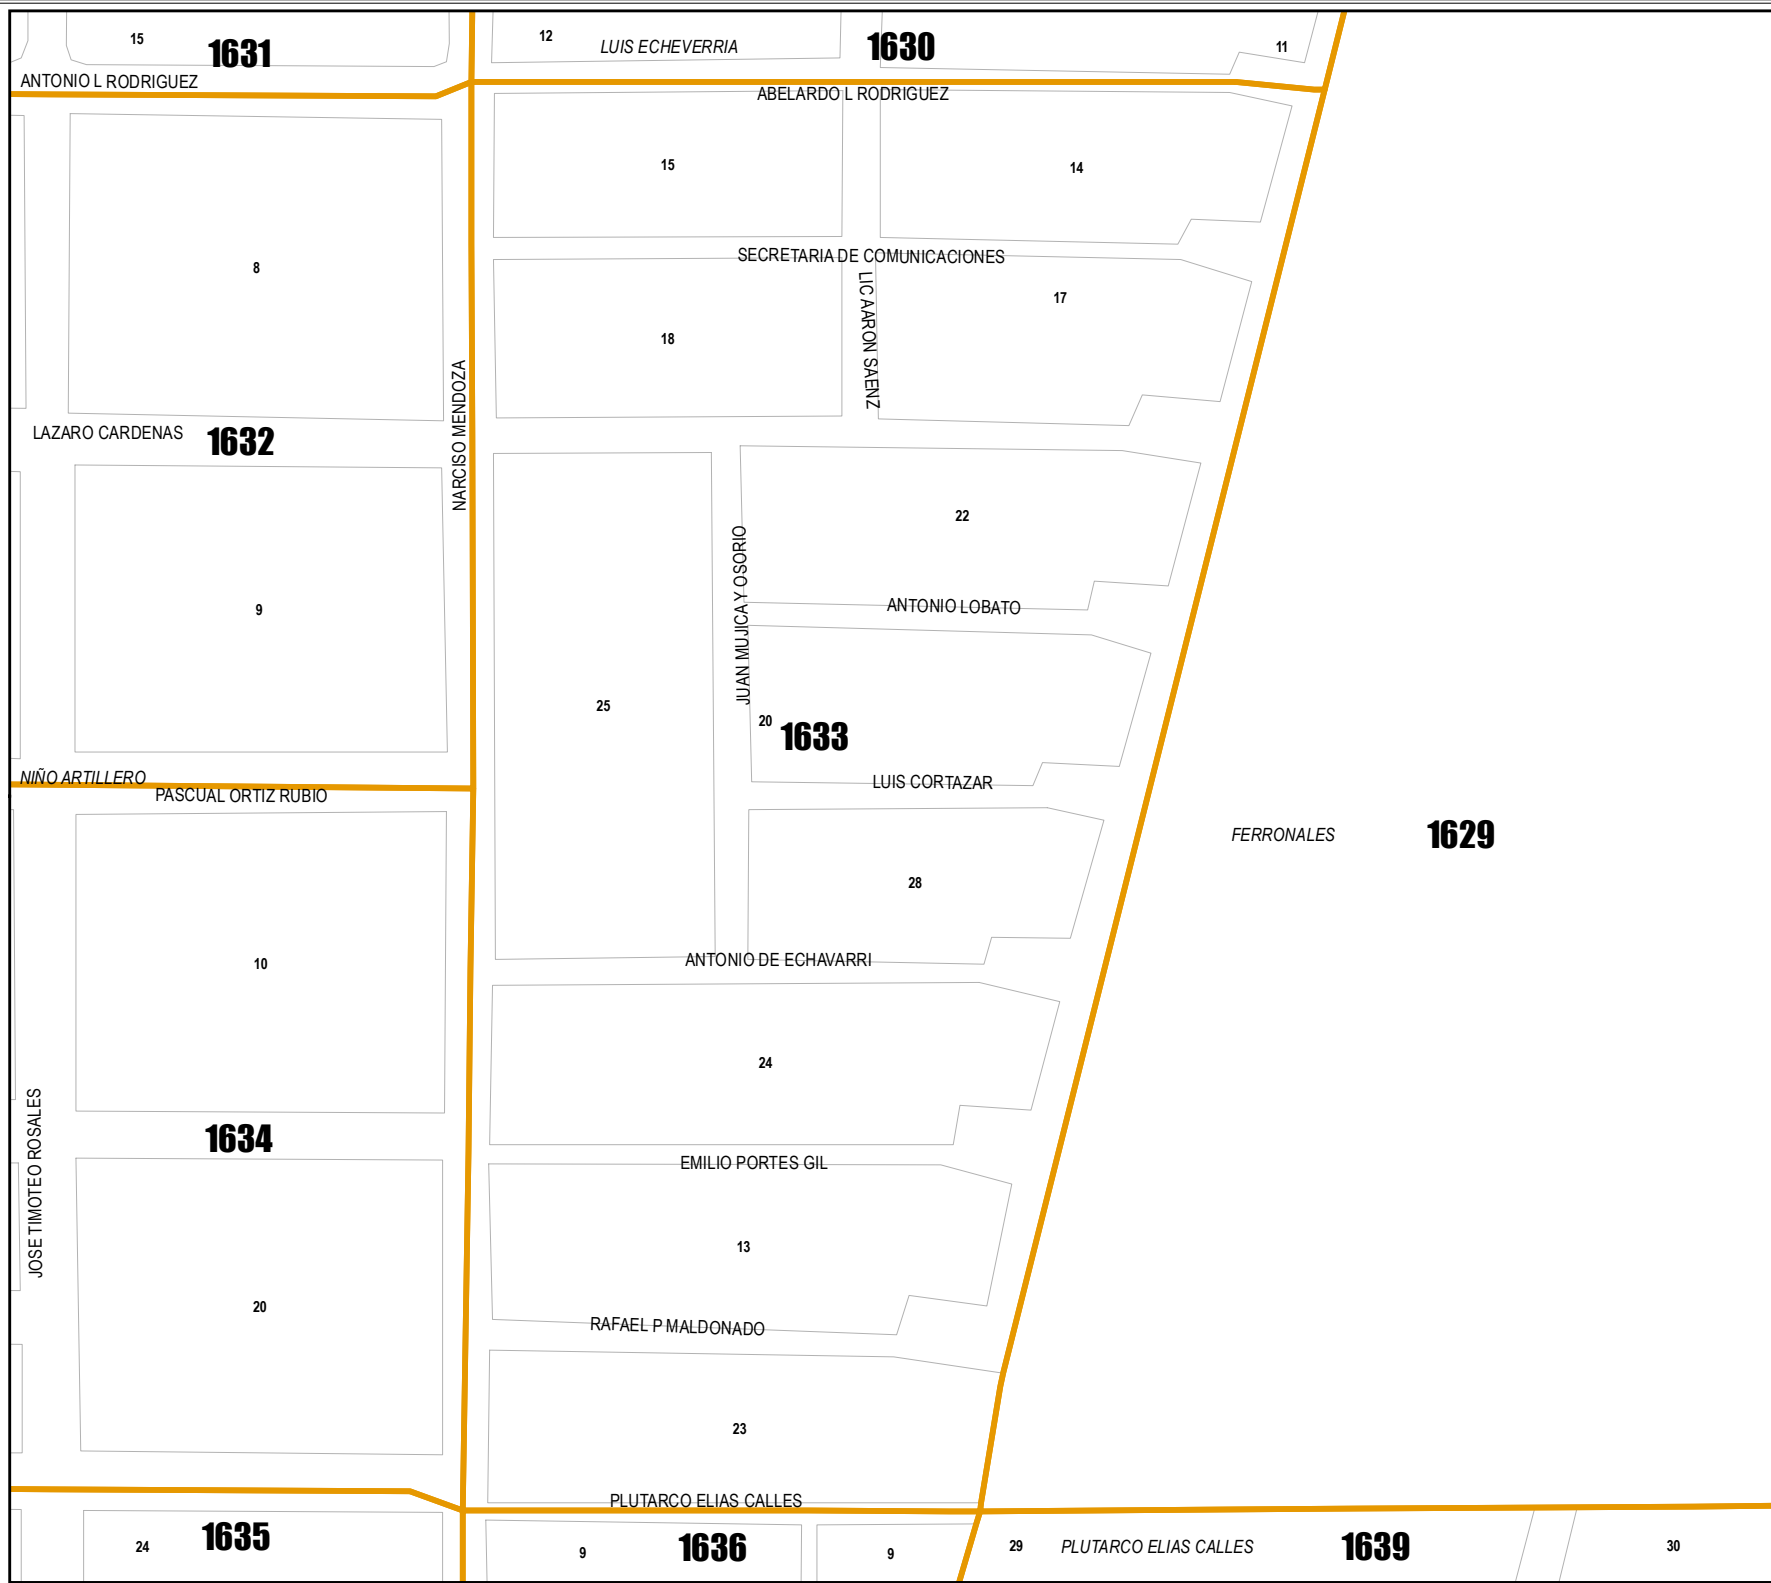 15
1631
12
LUIS ECHEVERRIA
1630
11
ANTONIO L RODRIGUEZ
ABELARDO L RODRIGUEZ
15
14
SECRETARIA DE COMUNICACIONES
8
17
LIC AARON SAENZ
18
NARCISO MENDOZA
LAZARO CARDENAS
1632
22
JUAN MUJICA Y OSORIO
ANTONIO LOBATO
9
25
20
1633
NIÑO ARTILLERO
PASCUAL ORTIZ RUBIO
LUIS CORTAZAR
FERRONALES
1629
28
10
ANTONIO DE ECHAVARRI
24
JOSE TIMOTEO ROSALES
1634
EMILIO PORTES GIL
13
20
RAFAEL P MALDONADO
23
PLUTARCO ELIAS CALLES
24
1635
9
1636
9
29
PLUTARCO ELIAS CALLES
1639
30